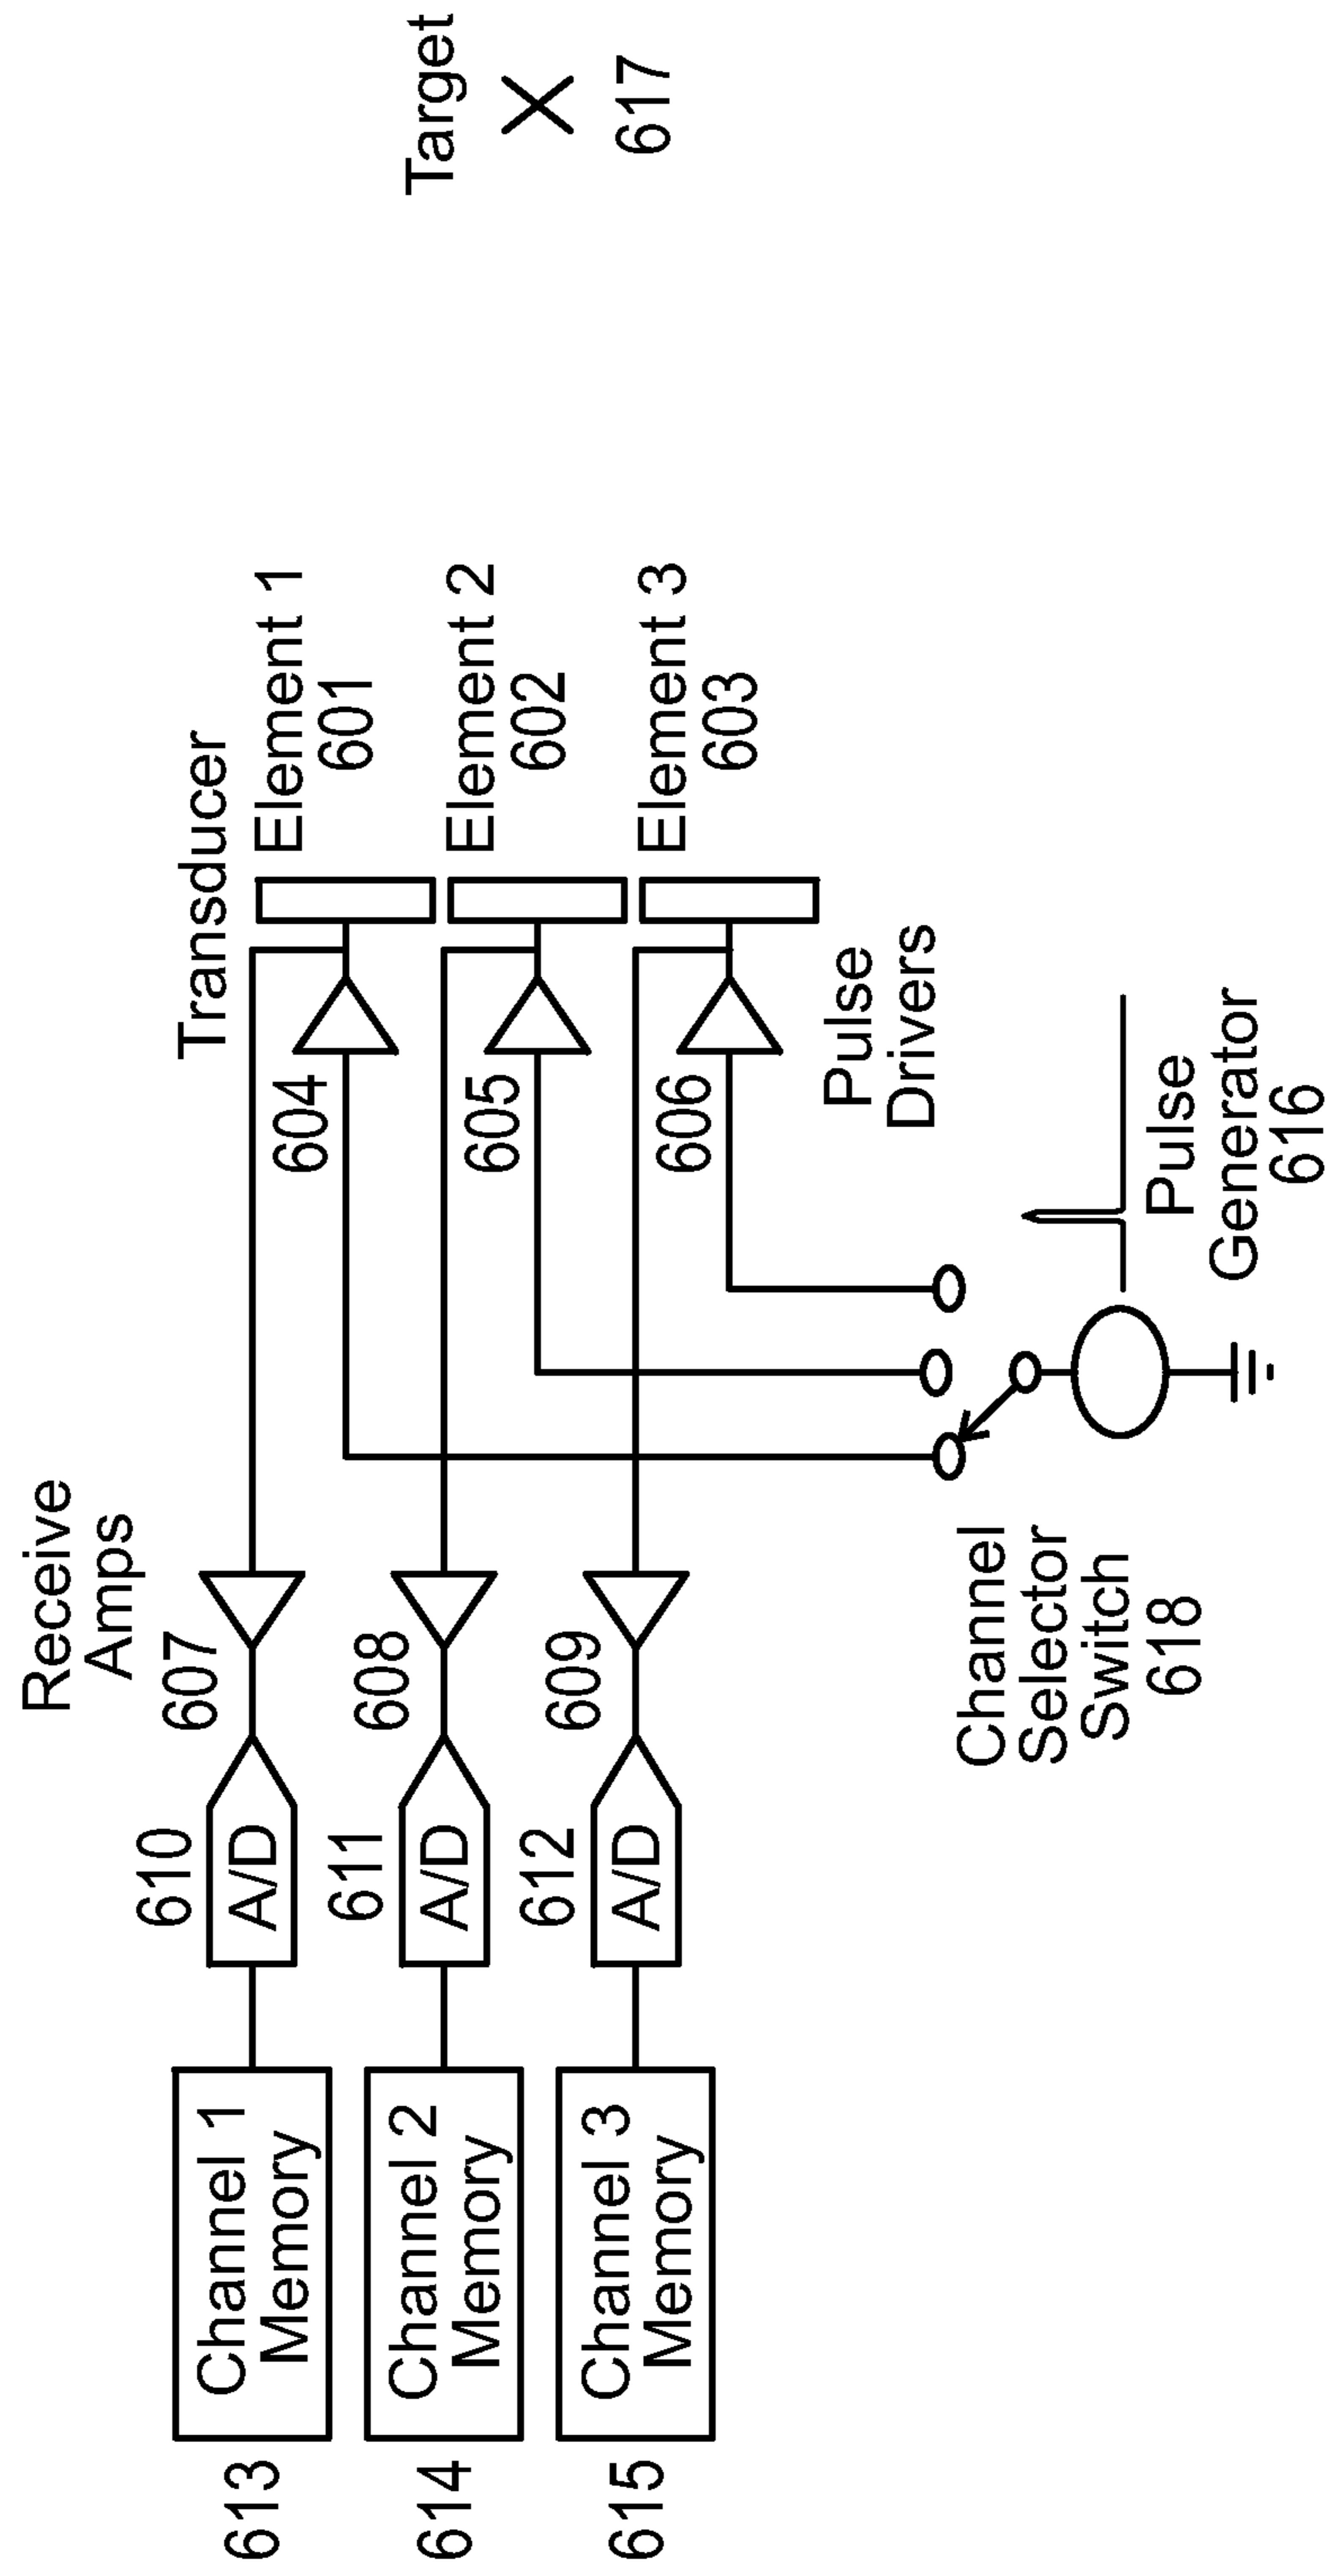 Receive
Amps
Transducer
Target
X
617
613
Channel 1
Memory
610
A/D
607
604
Element 1
601
614
Channel 2
Memory
611
A/D
608
605
Element 2
602
615
Channel 3
Memory
612
A/D
609
606
Element 3
603
Pulse
Drivers
Channel
Selector
Switch
618
Pulse
Generator
616